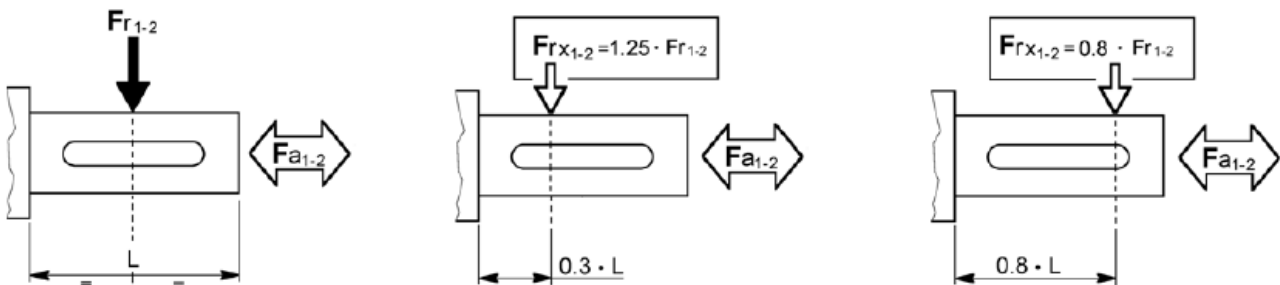 Fr1-2
Fa1-2
L
= =
Frx1-2=1.25 · Fr1-2
Fa1-2
0.3 · L
Frx1-2=0.8 · Fr1-2
Fa1-2
0.8 · L